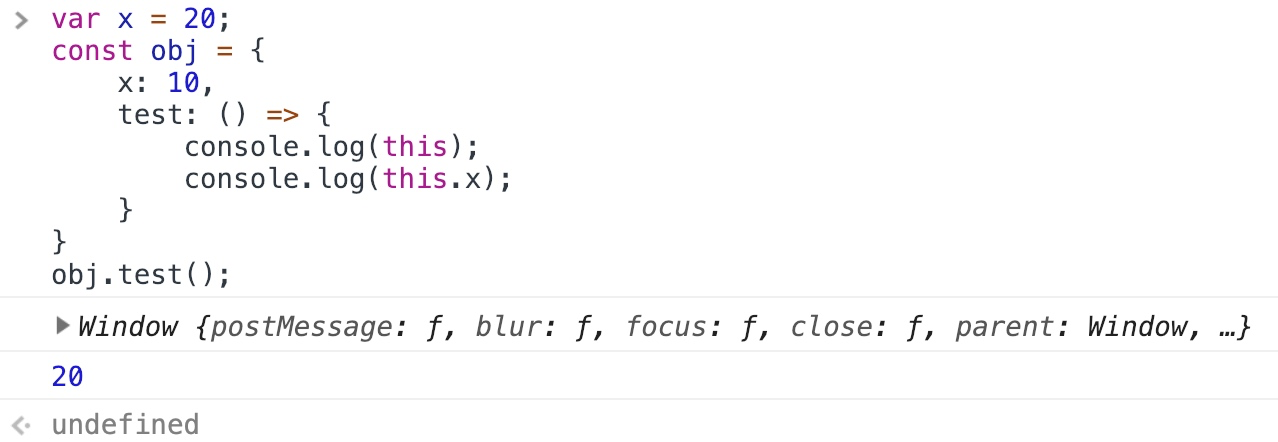 var x = 20;
const obj = {
    x: 10,
    test: () => {
        console.log(this);
        console.log(this.x);
    }
}
obj.test();
Window {postMessage: ƒ, blur: ƒ, focus: ƒ, close: ƒ, parent: Window, …}
20
undefined